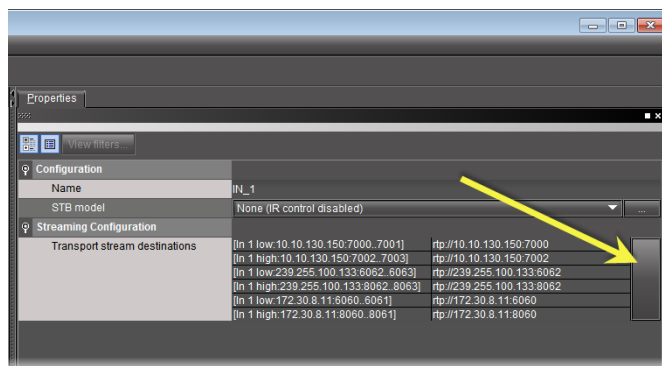 Properties
View filters...
Configuration
Name IN_1
STB model None (IR control disabled) ...
Streaming Configuration
Transport stream destinations [In 1 low:10.10.130.150:7000..7001] rtp://10.10.130.150:7000
[In 1 high:10.10.130.150:7002..7003] rtp://10.10.130.150:7002
[In 1 low:239.255.100.133:6062..6063] rtp://239.255.100.133:6062
[In 1 high:239.255.100.133:8062..8063] rtp://239.255.100.133:8062
[In 1 low:172.30.8.11:6060..6061] rtp://172.30.8.11:6060
[In 1 high:172.30.8.11:8060..8061] rtp://172.30.8.11:8060